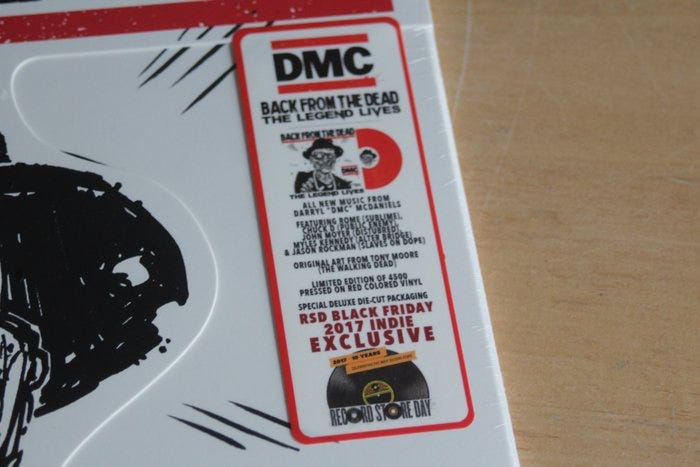 DMC
BACK FROM THE DEAD
THE LEGEND LIVES
BACK FROM THE DEAD
DMC
THE LEGEND LIVES
ALL NEW MUSIC FROM
DARRYL "DMC" MCDANIELS
FEATURING ROME (SUBLIME),
CHUCK D (PUBLIC ENEMY),
JOHN MOYER (DISTURBED)
MYLES KENNEDY (ALTER BRIDGE)
& JASON ROCKMAN (SLAVES ON DOPE)
ORIGINAL ART FROM TONY MOORE
(THE WALKING DEAD)
LIMITED EDITION OF 4500
PRESSED ON RED COLORED VINYL
SPECIAL DELUXE DIE-CUT PACKAGING
RSD BLACK FRIDAY
2017 INDIE
EXCLUSIVE
2017 10 YEARS
RECORD STORE DAY